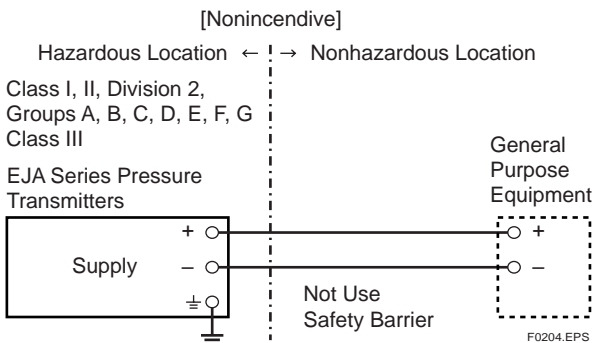 [Nonincendive]
Hazardous Location ← → Nonhazardous Location
Class I, II, Division 2,
Groups A, B, C, D, E, F, G
Class III
EJA Series Pressure
Transmitters
General
Purpose
Equipment
+
Supply
–
+
–
Not Use
Safety Barrier
F0204.EPS